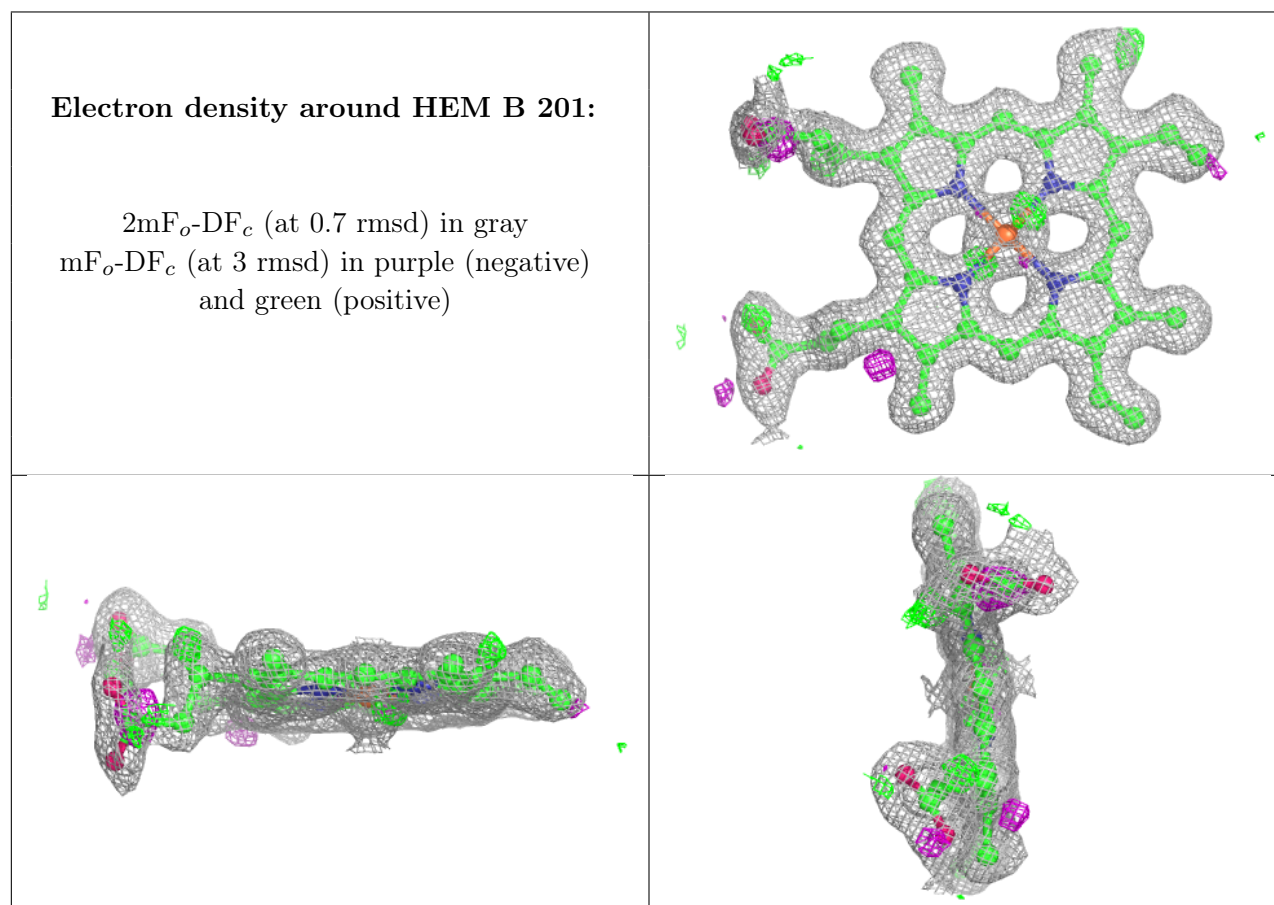 Electron density around HEM B 201:
2mFo-DFc (at 0.7 rmsd) in gray
mFo-DFc (at 3 rmsd) in purple (negative)
and green (positive)